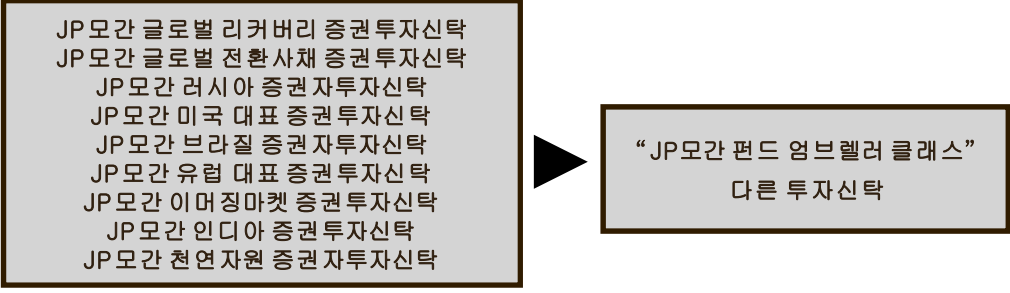 JP모간 글로벌 리커버리 증권투자신탁
JP모간 글로벌 전환사채 증권투자신탁
JP모간 러시아 증권자투자신탁
JP모간 미국 대표 증권투자신탁
JP모간 브라질 증권자투자신탁
JP모간 유럽 대표 증권투자신탁
JP모간 이머징마켓 증권투자신탁
JP모간 인디아 증권투자신탁
JP모간 천연자원 증권자투자신탁
“JP모간 펀드 엄브렐러 클래스”
다른 투자신탁